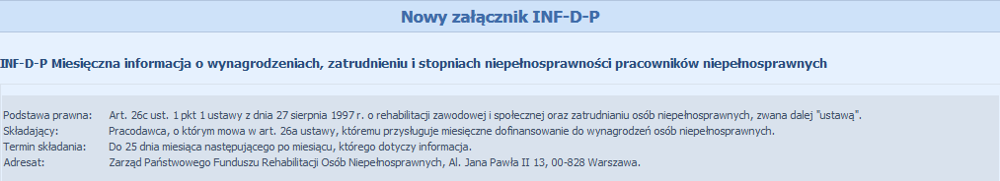 Nowy załącznik INF-D-P
INF-D-P Miesięczna informacja o wynagrodzeniach, zatrudnieniu i stopniach niepełnosprawności pracowników niepełnosprawnych
Podstawa prawna: Art. 26c ust. 1 pkt 1 ustawy z dnia 27 sierpnia 1997 r. o rehabilitacji zawodowej i społecznej oraz zatrudnianiu osób niepełnosprawnych, zwana dalej "ustawą".
Składający: Pracodawca, o którym mowa w art. 26a ustawy, któremu przysługuje miesięczne dofinansowanie do wynagrodzeń osób niepełnosprawnych.
Termin składania: Do 25 dnia miesiąca następującego po miesiącu, którego dotyczy informacja.
Adresat: Zarząd Państwowego Funduszu Rehabilitacji Osób Niepełnosprawnych, Al. Jana Pawła II 13, 00-828 Warszawa.